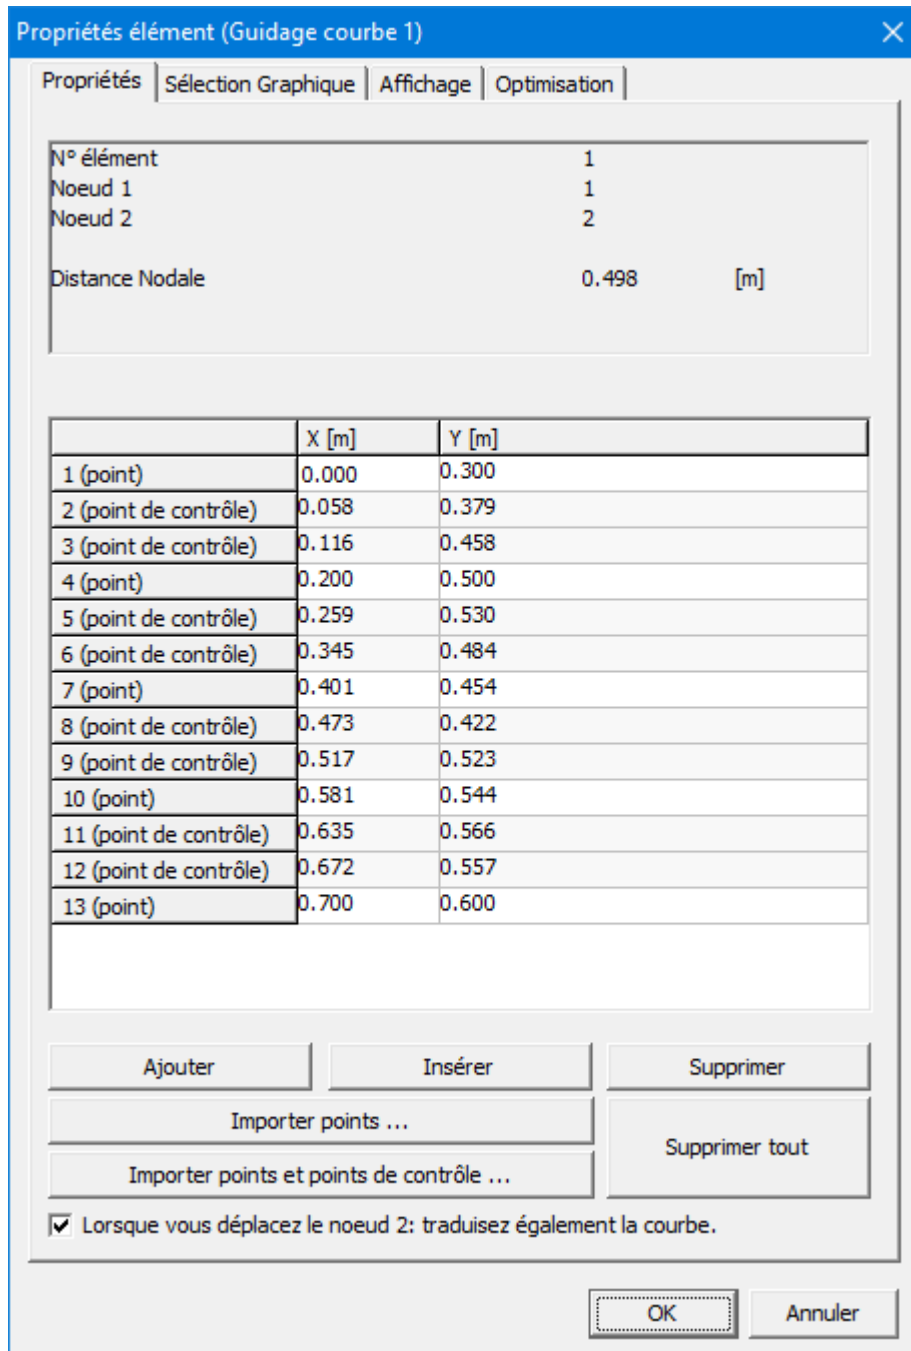 Propriétés élément (Guidage courbe 1)
Propriétés Sélection Graphique Affichage Optimisation
N° élémént 1
Noeud 1 1
Noeud 2 2
Distance Nodale 0.498 [m]
X [m] Y [m]
1 (point) 0.000 0.300
2 (point de contrôle) 0.058 0.379
3 (point de contrôle) 0.116 0.458
4 (point) 0.200 0.500
5 (point de contrôle) 0.259 0.530
6 (point de contrôle) 0.345 0.484
7 (point) 0.401 0.454
8 (point de contrôle) 0.473 0.422
9 (point de contrôle) 0.517 0.523
10 (point) 0.581 0.544
11 (point de contrôle) 0.635 0.566
12 (point de contrôle) 0.672 0.557
13 (point) 0.700 0.600
Ajouter Insérer Supprimer
Importer points ...
Supprimer tout
Importer points et points de contrôle ...
Lorsque vous déplacez le noeud 2: traduisez également la courbe.
OK Annuler